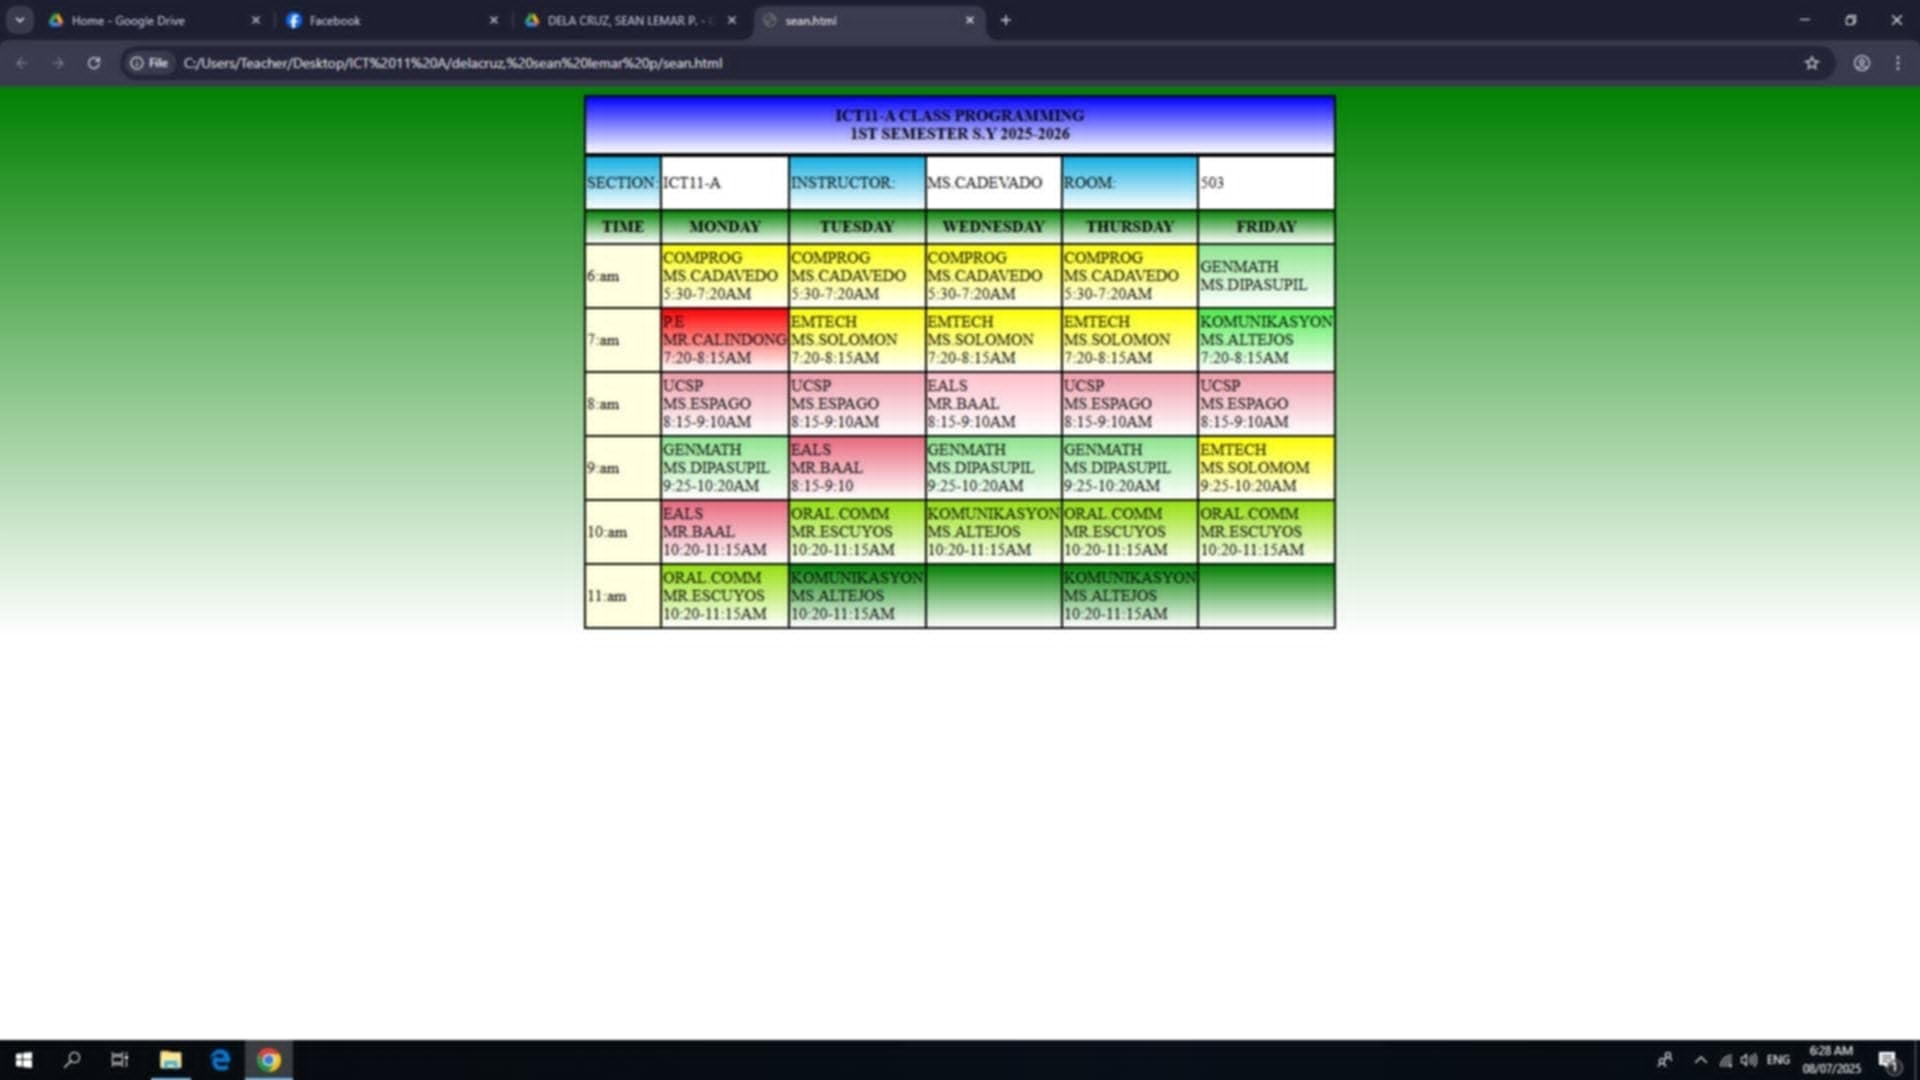 Home - Google Drive
Facebook
DELA CRUZ, SEAN LEMAR P. -
sean.html
File
C:/Users/Teacher/Desktop/ICT%2011%20A/delacruz,%20sean%20lemar%20p/sean.html
ICT11-A CLASS PROGRAMMING
1ST SEMESTER S.Y 2025-2026
SECTION: ICT11-A INSTRUCTOR: MS.CADEVADO ROOM: 503
TIME MONDAY TUESDAY WEDNESDAY THURSDAY FRIDAY
6:am
COMPROG
MS.CADAVEDO
5:30-7:20AM
COMPROG
MS.CADAVEDO
5:30-7:20AM
COMPROG
MS.CADAVEDO
5:30-7:20AM
COMPROG
MS.CADAVEDO
5:30-7:20AM
GENMATH
MS.DIPASUPIL
7:am
P.E
MR.CALINDONG
7:20-8:15AM
EMTECH
MS.SOLOMON
7:20-8:15AM
EMTECH
MS.SOLOMON
7:20-8:15AM
EMTECH
MS.SOLOMON
7:20-8:15AM
KOMUNIKASYON
MS.ALTEJOS
7:20-8:15AM
8:am
UCSP
MS.ESPAGO
8:15-9:10AM
UCSP
MS.ESPAGO
8:15-9:10AM
EALS
MR.BAAL
8:15-9:10AM
UCSP
MS.ESPAGO
8:15-9:10AM
UCSP
MS.ESPAGO
8:15-9:10AM
9:am
GENMATH
MS.DIPASUPIL
9:25-10:20AM
EALS
MR.BAAL
8:15-9:10
GENMATH
MS.DIPASUPIL
9:25-10:20AM
GENMATH
MS.DIPASUPIL
9:25-10:20AM
EMTECH
MS.SOLOMOM
9:25-10:20AM
10:am
EALS
MR.BAAL
10:20-11:15AM
ORAL.COMM
MR.ESCUYOS
10:20-11:15AM
KOMUNIKASYON
MS.ALTEJOS
10:20-11:15AM
ORAL.COMM
MR.ESCUYOS
10:20-11:15AM
ORAL.COMM
MR.ESCUYOS
10:20-11:15AM
11:am
ORAL.COMM
MR.ESCUYOS
10:20-11:15AM
KOMUNIKASYON
MS.ALTEJOS
10:20-11:15AM
KOMUNIKASYON
MS.ALTEJOS
10:20-11:15AM
ENG
6:28 AM
08/07/2025